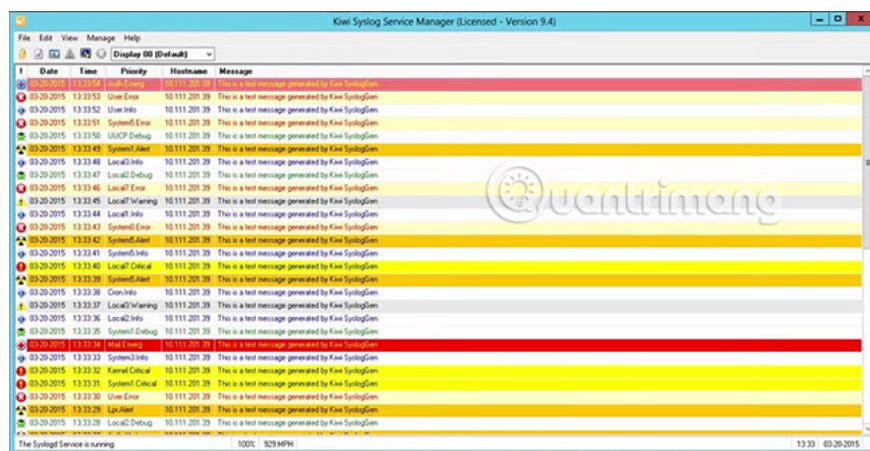 Kiwi Syslog Service Manager (Licensed - Version 9.4)
File Edit View Manage Help
Display 00 (Default)
! Date Time Priority Hostname Message
03-20-2015 13:33:54 Auth.Emerg 10.111.201.39 This is a test message generated by Kiwi SyslogGen
03-20-2015 13:33:53 User.Error 10.111.201.39 This is a test message generated by Kiwi SyslogGen
03-20-2015 13:33:52 User.Info 10.111.201.39 This is a test message generated by Kiwi SyslogGen
03-20-2015 13:33:51 System5.Error 10.111.201.39 This is a test message generated by Kiwi SyslogGen
03-20-2015 13:33:50 UUCP.Debug 10.111.201.39 This is a test message generated by Kiwi SyslogGen
03-20-2015 13:33:49 System1.Alert 10.111.201.39 This is a test message generated by Kiwi SyslogGen
03-20-2015 13:33:48 Local3.Info 10.111.201.39 This is a test message generated by Kiwi SyslogGen
03-20-2015 13:33:47 Local2.Debug 10.111.201.39 This is a test message generated by Kiwi SyslogGen
03-20-2015 13:33:46 Local7.Error 10.111.201.39 This is a test message generated by Kiwi SyslogGen
03-20-2015 13:33:45 Local7.Warning 10.111.201.39 This is a test message generated by Kiwi SyslogGen
03-20-2015 13:33:44 Local1.Info 10.111.201.39 This is a test message generated by Kiwi SyslogGen
03-20-2015 13:33:43 System0.Error 10.111.201.39 This is a test message generated by Kiwi SyslogGen
03-20-2015 13:33:42 System5.Alert 10.111.201.39 This is a test message generated by Kiwi SyslogGen
03-20-2015 13:33:41 System5.Info 10.111.201.39 This is a test message generated by Kiwi SyslogGen
03-20-2015 13:33:40 Local7.Critical 10.111.201.39 This is a test message generated by Kiwi SyslogGen
03-20-2015 13:33:39 System5.Alert 10.111.201.39 This is a test message generated by Kiwi SyslogGen
03-20-2015 13:33:38 Cron.Info 10.111.201.39 This is a test message generated by Kiwi SyslogGen
03-20-2015 13:33:37 Local3.Warning 10.111.201.39 This is a test message generated by Kiwi SyslogGen
03-20-2015 13:33:36 Local2.Info 10.111.201.39 This is a test message generated by Kiwi SyslogGen
03-20-2015 13:33:35 System1.Debug 10.111.201.39 This is a test message generated by Kiwi SyslogGen
03-20-2015 13:33:34 Mail.Emerg 10.111.201.39 This is a test message generated by Kiwi SyslogGen
03-20-2015 13:33:33 System3.Info 10.111.201.39 This is a test message generated by Kiwi SyslogGen
03-20-2015 13:33:32 Kernel.Critical 10.111.201.39 This is a test message generated by Kiwi SyslogGen
03-20-2015 13:33:31 System1.Critical 10.111.201.39 This is a test message generated by Kiwi SyslogGen
03-20-2015 13:33:30 User.Error 10.111.201.39 This is a test message generated by Kiwi SyslogGen
03-20-2015 13:33:29 Lpr.Alert 10.111.201.39 This is a test message generated by Kiwi SyslogGen
03-20-2015 13:33:28 Local2.Debug 10.111.201.39 This is a test message generated by Kiwi SyslogGen
Quantrimang
The Syslogd Service is running 100% 929 MPH 13:33 03-20-2015